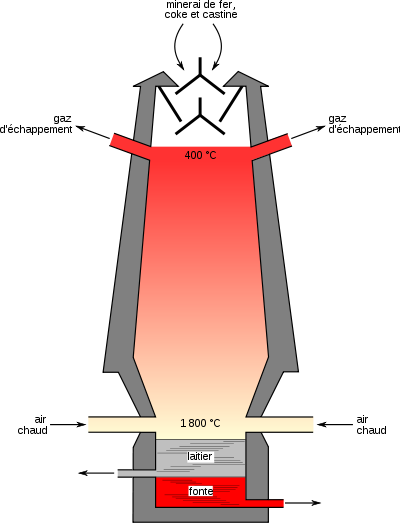 minerai de fer,
coke et castine
gaz
d'échappement
gaz
d'échappement
400 °C
1 800 °C
air
chaud
air
chaud
laitier
fonte